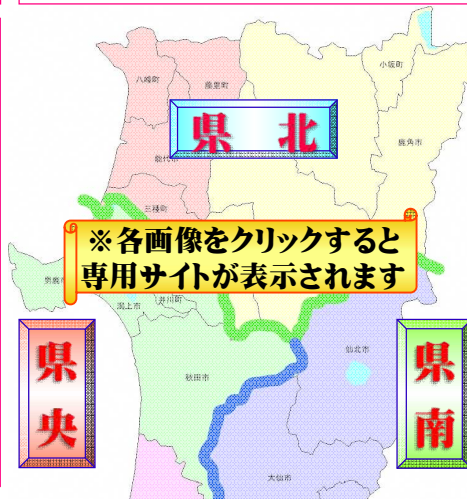 八峰町
藤里町
小坂町
県 北
鹿角市
能代市
三種町
※各画像をクリックすると
専用サイトが表示されます
男鹿市
潟上市
井川町
県央
秋田市
仙北市
県南
大仙市